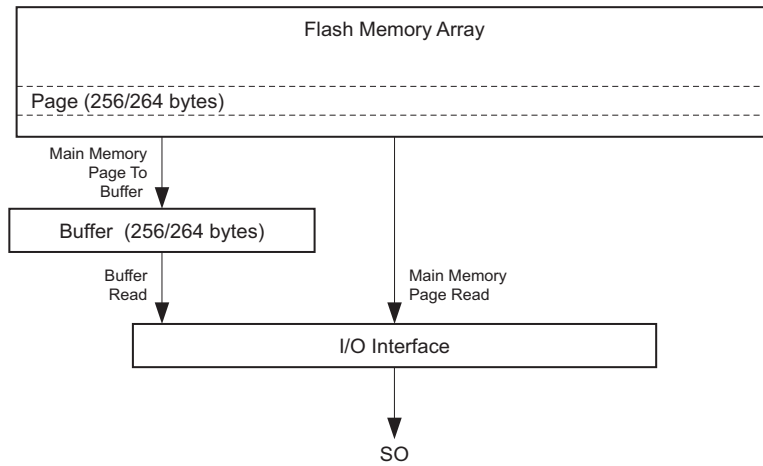 Flash Memory Array
Page (256/264 bytes)
Main Memory
Page To
Buffer
Buffer (256/264 bytes)
Buffer
Read
Main Memory
Page Read
I/O Interface
SO